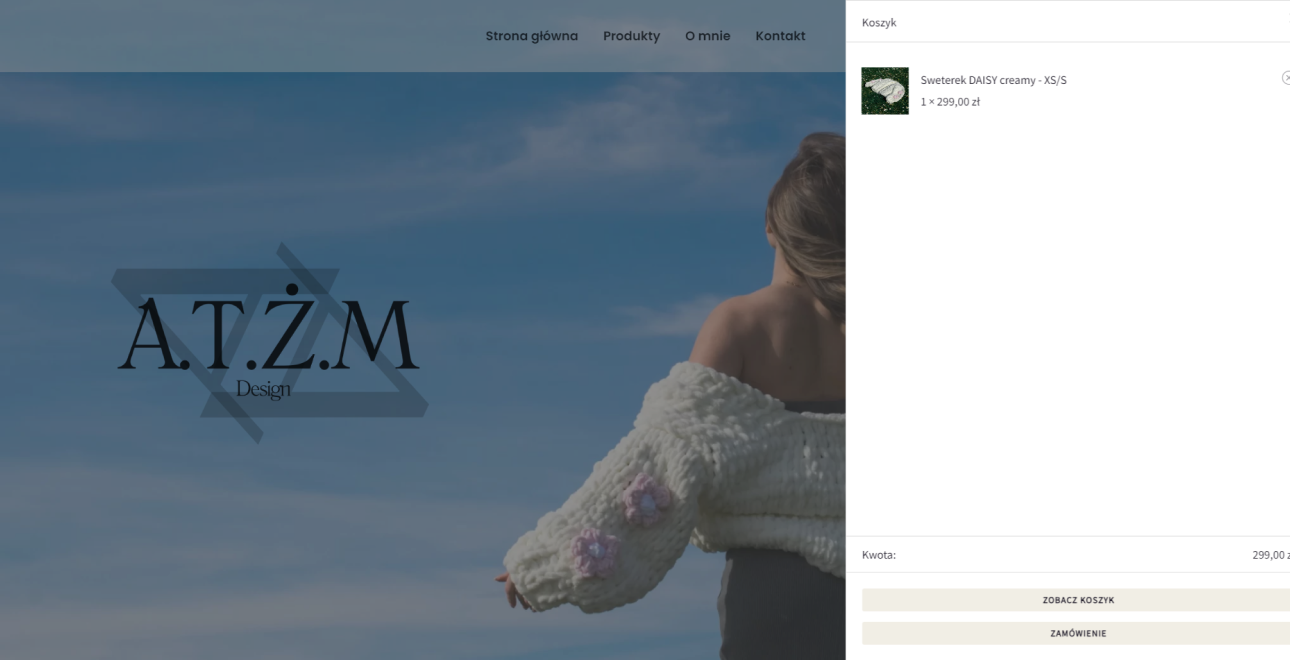 Strona główna Produkty O mnie Kontakt
A.T.Ż.M
Design
Koszyk
Sweterek DAISY creamy - XS/S
1 × 299,00 zł
Kwota:
299,00 z
ZOBACZ KOSZYK
ZAMÓWIENIE